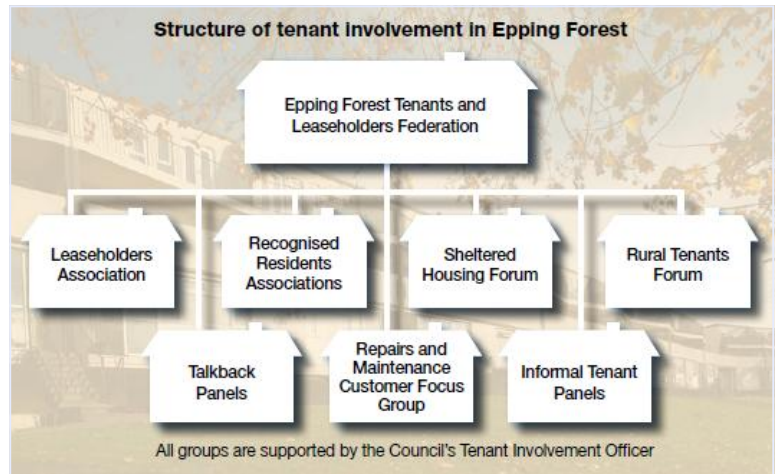 Structure of tenant involvement in Epping Forest
Epping Forest Tenants and
Leaseholders Federation
Leaseholders
Association
Recognised
Residents
Associations
Sheltered
Housing Forum
Rural Tenants
Forum
Talkback
Panels
Repairs and
Maintenance
Customer Focus
Group
Informal Tenant
Panels
All groups are supported by the Council's Tenant Involvement Officer